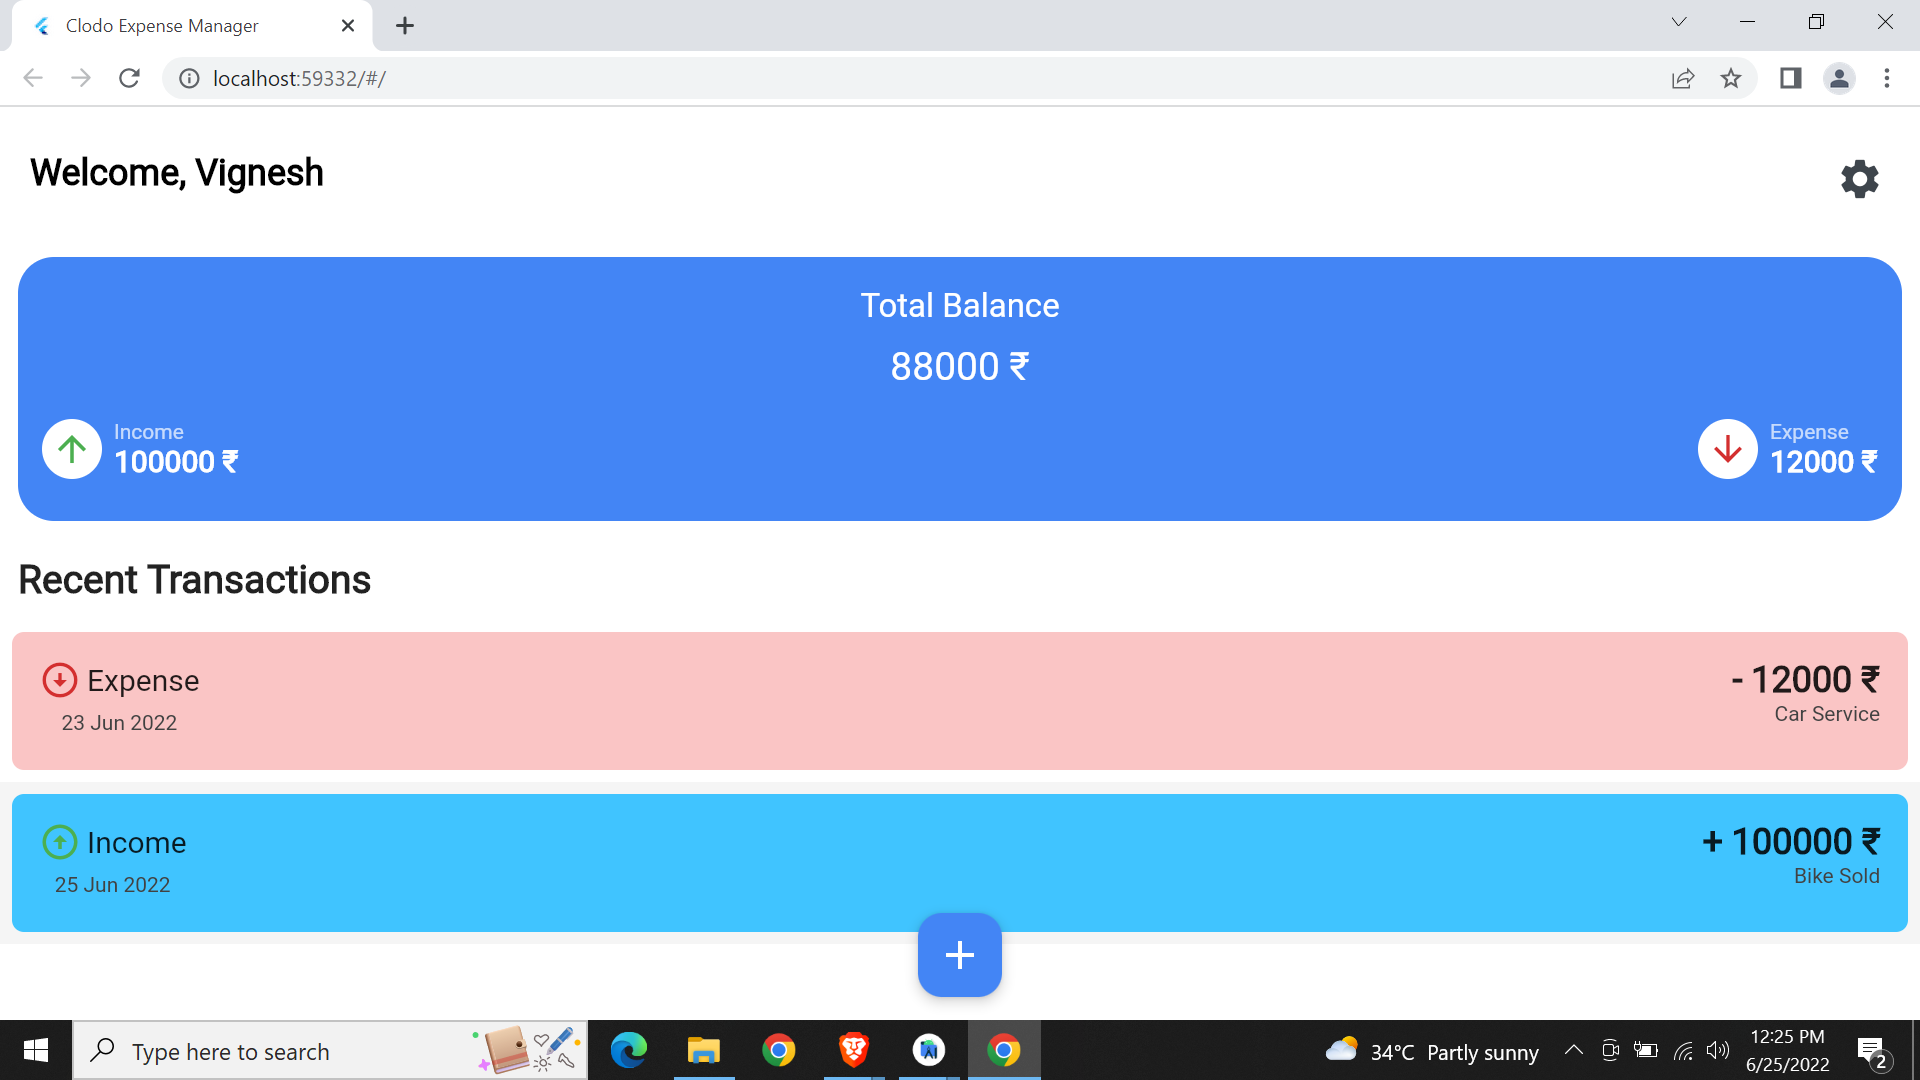 Clodo Expense Manager
localhost:59332/#/
Welcome, Vignesh
Total Balance
88000 ₹
Income
100000 ₹
Expense
12000 ₹
Recent Transactions
Expense
- 12000 ₹
23 Jun 2022
Car Service
Income
+ 100000 ₹
25 Jun 2022
Bike Sold
Type here to search
34°C Partly sunny
12:25 PM
6/25/2022
2